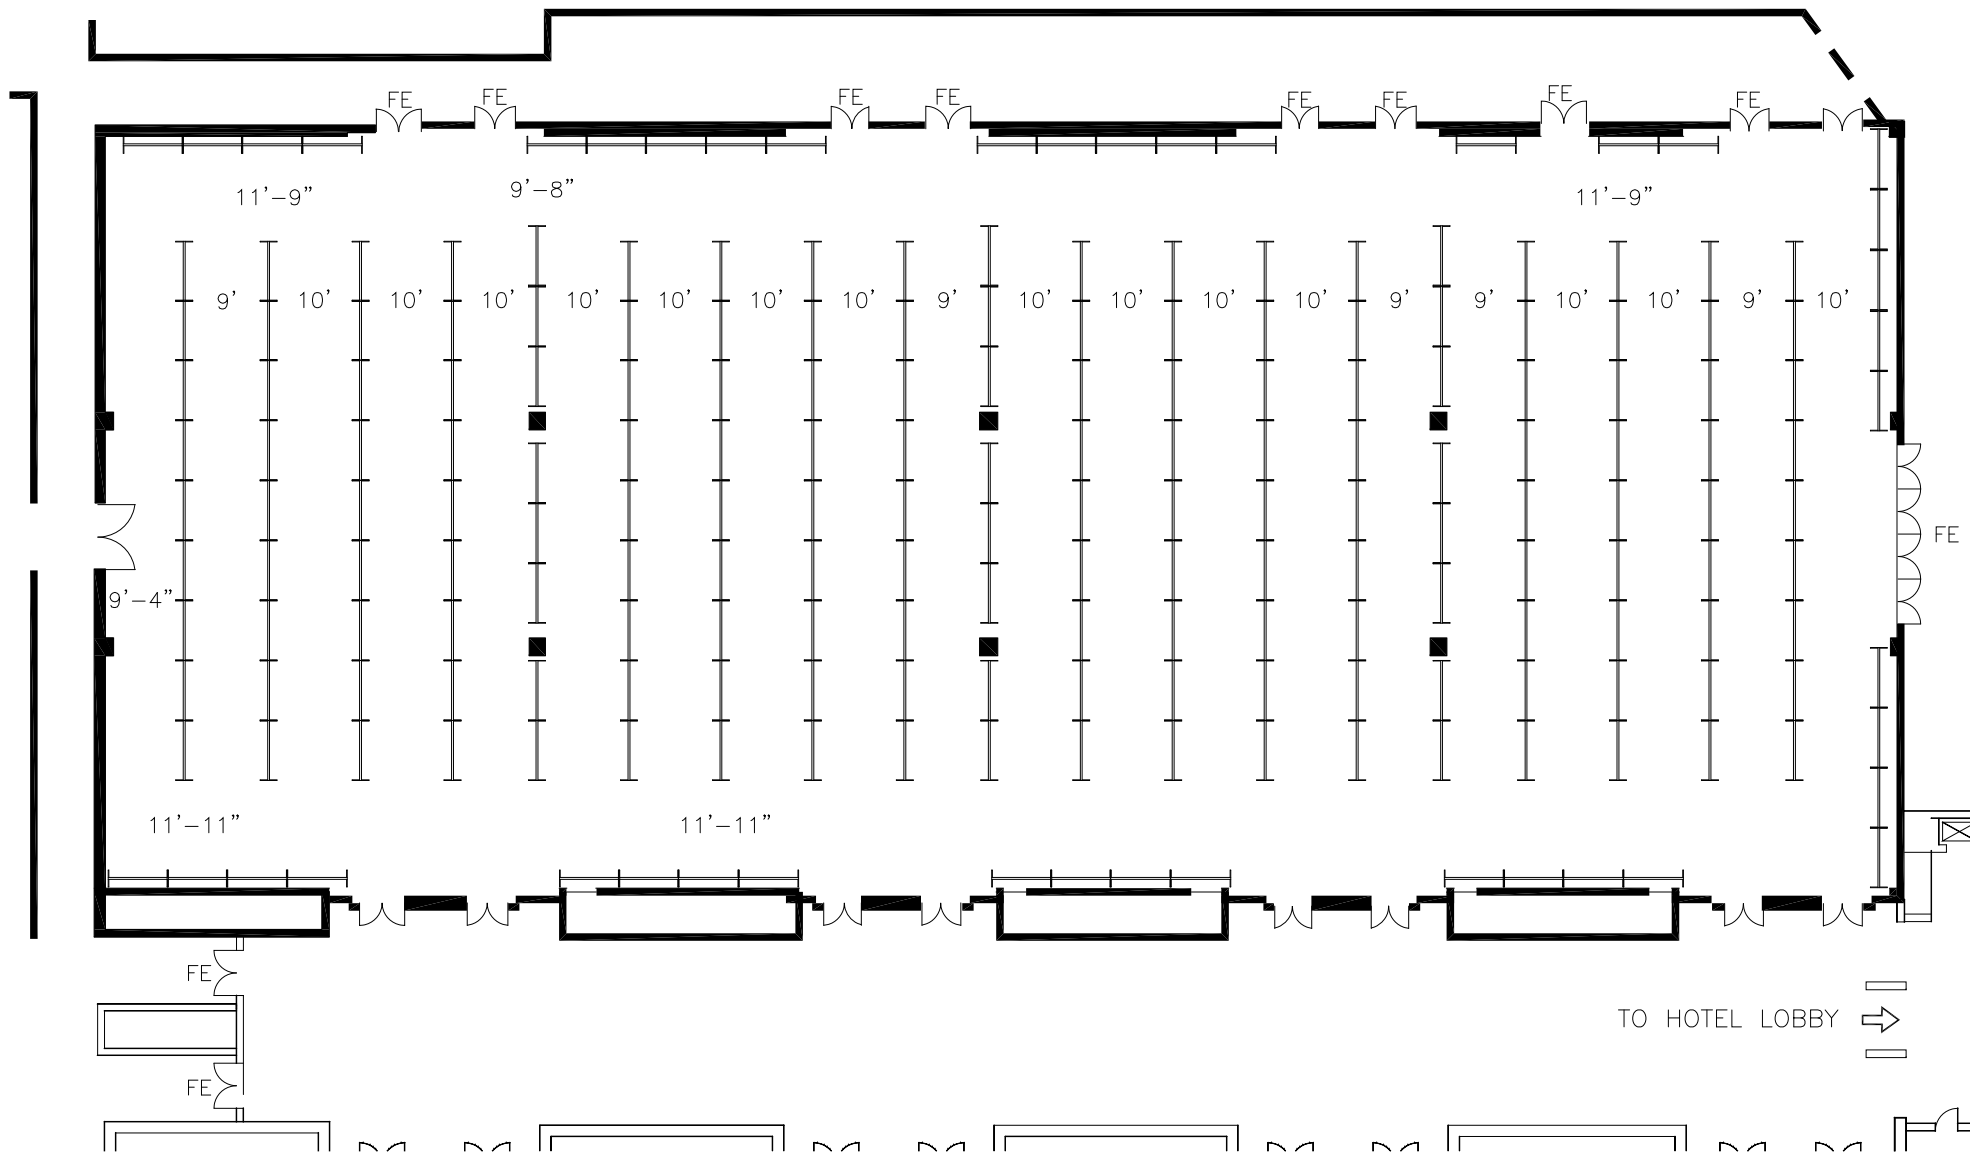 FE FE FE FE FE FE FE FE
11’–9” 9’–8” 11’–9”
9’ 10’ 10’ 10’ 10’ 10’ 10’ 10’ 9’ 10’ 10’ 10’ 10’ 9’ 9’ 10’ 10’ 9’ 10’
FE
9’–4”
11’–11” 11’–11”
FE
TO HOTEL LOBBY
FE